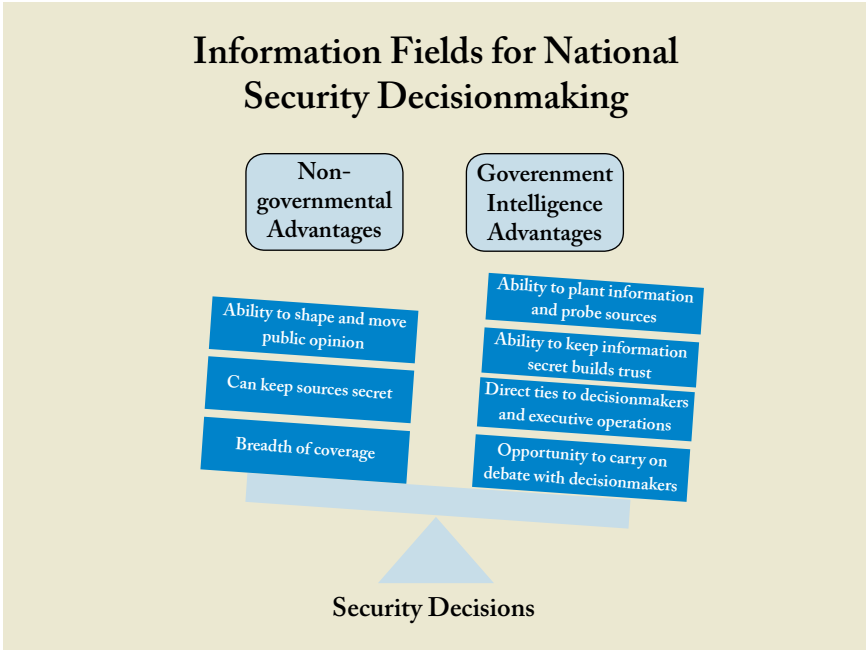 Information Fields for National
Security Decisionmaking
Non-
governmental
Advantages
Goverenment
Intelligence
Advantages
Ability to shape and move
public opinion
Can keep sources secret
Breadth of coverage
Ability to plant information
and probe sources
Ability to keep information
secret builds trust
Direct ties to decisionmakers
and executive operations
Opportunity to carry on
debate with decisionmakers
Security Decisions